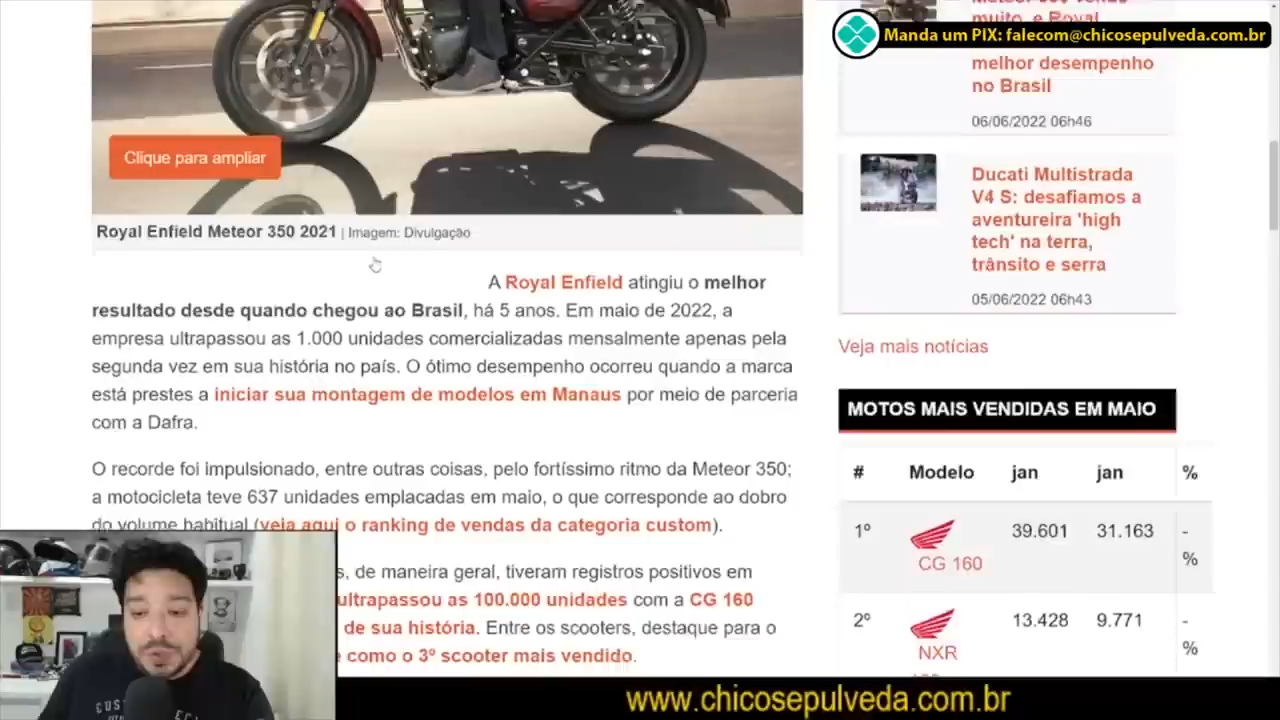 muito, e Royal
Manda um PIX: falecom@chicosepulveda.com.br
melhor desempenho
no Brasil
06/06/2022 06h46
Clique para ampliar
Ducati Multistrada
V4 S: desafiamos a
aventureira 'high
tech' na terra,
trânsito e serra
05/06/2022 06h43
Royal Enfield Meteor 350 2021 | Imagem: Divulgação
A Royal Enfield atingiu o melhor
resultado desde quando chegou ao Brasil, há 5 anos. Em maio de 2022, a
empresa ultrapassou as 1.000 unidades comercializadas mensalmente apenas pela
segunda vez em sua história no país. O ótimo desempenho ocorreu quando a marca
está prestes a iniciar sua montagem de modelos em Manaus por meio de parceria
com a Dafra.
O recorde foi impulsionado, entre outras coisas, pelo fortíssimo ritmo da Meteor 350;
a motocicleta teve 637 unidades emplacadas em maio, o que corresponde ao dobro
do volume habitual (veja aqui o ranking de vendas da categoria custom).
s, de maneira geral, tiveram registros positivos em
ultrapassou as 100.000 unidades com a CG 160
de sua história. Entre os scooters, destaque para o
como o 3º scooter mais vendido.
Veja mais notícias
MOTOS MAIS VENDIDAS EM MAIO
# Modelo jan jan %
1º 39.601 31.163 -
CG 160 %
2º 13.428 9.771 -
NXR %
www.chicosepulveda.com.br